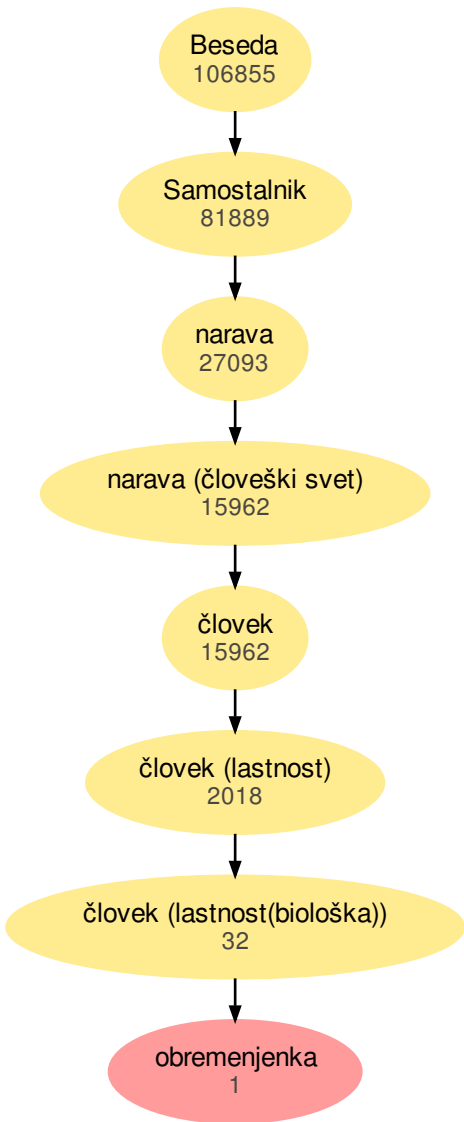 Beseda
106855
Samostalnik
81889
narava
27093
narava (človeški svet)
15962
človek
15962
človek (lastnost)
2018
človek (lastnost(biološka))
32
obremenjenka
1